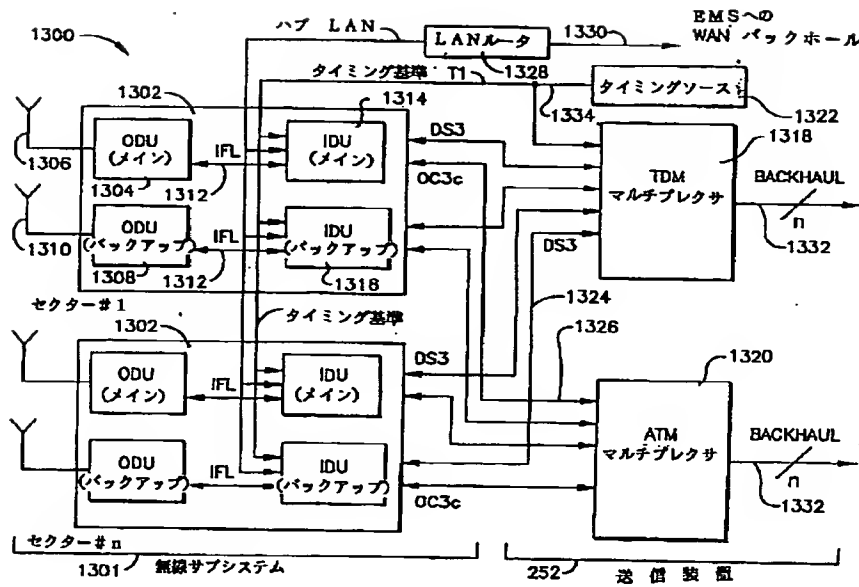 1300
ハブ LAN
LANルータ
1328
1330
EMSへの
WAN バックホール
タイミング基準 T1
1334
タイミングソース
1322
1302
1314
1318
1306
ODU
(メイン)
1304
IFL
1312
IDU
(メイン)
DS3
OC3c
TDM
マルチプレクサ
BACKHAUL
n
1332
1310
ODU
(バックアップ)
1308
IFL
1312
IDU
(バックアップ)
1316
DS3
1324
セクター#1
1302
タイミング基準
1326
1320
ODU
(メイン)
IFL
IDU
(メイン)
DS3
ATM
マルチプレクサ
BACKHAUL
n
1332
ODU
(バックアップ)
IFL
IDU
(バックアップ)
OC3c
セクター#n
1301
無線サブシステム
252
送信装置